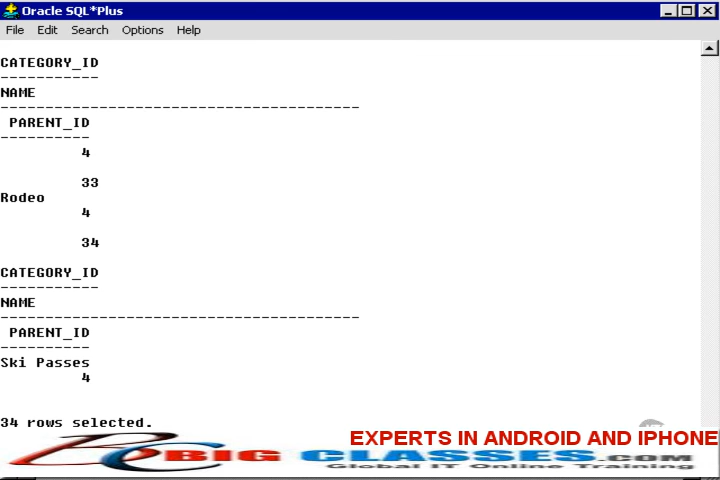 Oracle SQL*Plus
File Edit Search Options Help
CATEGORY_ID
-----------
NAME
----------------------------------------
PARENT_ID
----------
4
33
Rodeo
4
34
CATEGORY_ID
-----------
NAME
----------------------------------------
PARENT_ID
----------
Ski Passes
4
34 rows selected.
EXPERTS IN ANDROID AND IPHONE
BIG CLASSES.COM
Global IT Online Training